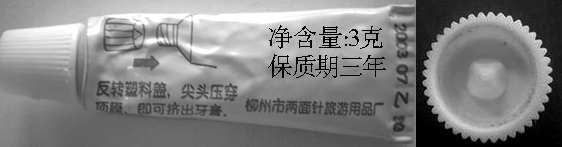 净含量:3克
保质期三年
2003 07 Z
反转塑料盖，尖头压穿
顶膜，即可挤出牙膏.
柳州市两面针旅游用品厂